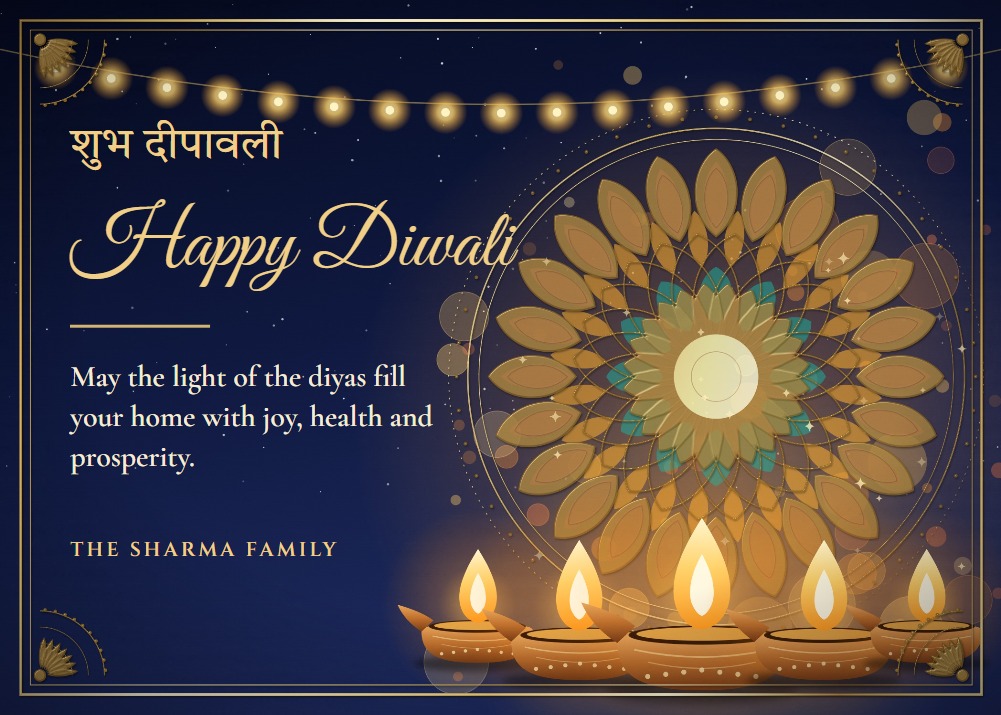 शुभ दीपावली
Happy Diwali
May the light of the diyas fill
your home with joy, health and
prosperity.
THE SHARMA FAMILY